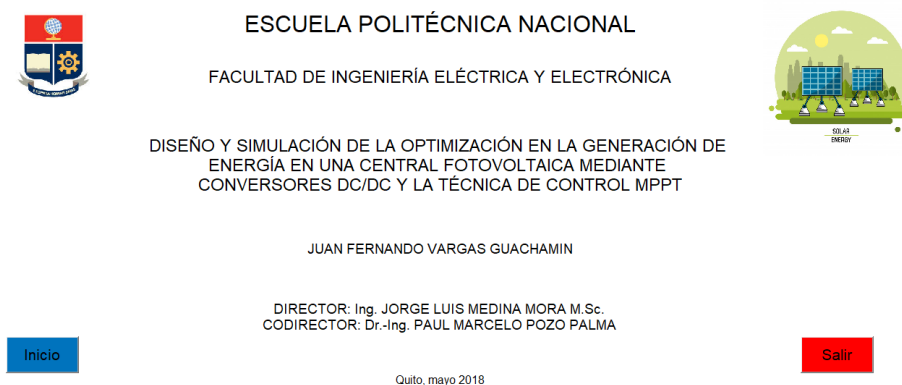 ESCUELA POLITÉCNICA NACIONAL
FACULTAD DE INGENIERÍA ELÉCTRICA Y ELECTRÓNICA
SOLAR
ENERGY
DISEÑO Y SIMULACIÓN DE LA OPTIMIZACIÓN EN LA GENERACIÓN DE
ENERGÍA EN UNA CENTRAL FOTOVOLTAICA MEDIANTE
CONVERSORES DC/DC Y LA TÉCNICA DE CONTROL MPPT
JUAN FERNANDO VARGAS GUACHAMIN
DIRECTOR: Ing. JORGE LUIS MEDINA MORA M.Sc.
CODIRECTOR: Dr.-Ing. PAUL MARCELO POZO PALMA
Inicio
Salir
Quito, mayo 2018